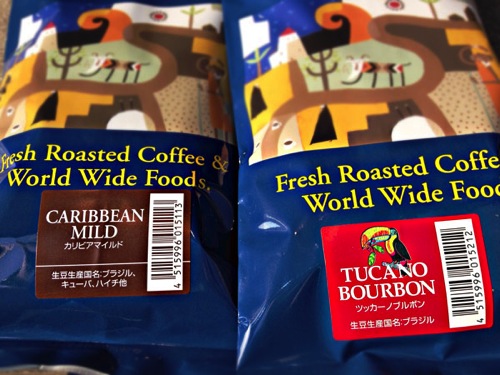 Fresh Roasted Coffee &
World Wide Foods,
CARIBBEAN
MILD
カリビアマイルド
生豆生産国名:ブラジル、
キューバ、ハイチ他
4 515996 015113
Fresh Roasted Coffe
World Wide Food
TUCANO
BOURBON
ツッカーノブルボン
生豆生産国名:ブラジル
4 515996 015212